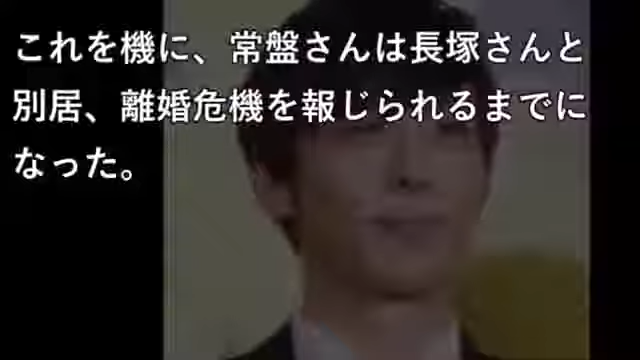 これを機に、常盤さんは長塚さんと
別居、離婚危機を報じられるまでに
なった。